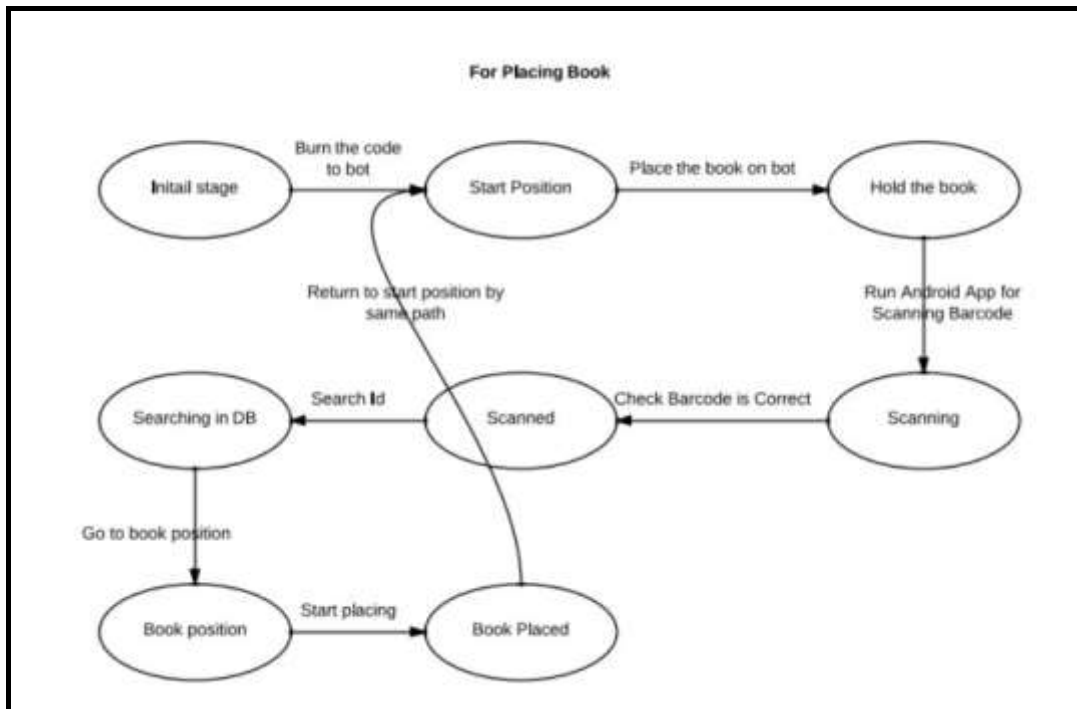 For Placing Book
Burn the code
to bot
Initail stage
Start Position
Place the book on bot
Hold the book
Return to start position by
same path
Run Android App for
Scanning Barcode
Searching in DB
Search Id
Scanned
Check Barcode is Correct
Scanning
Go to book position
Book position
Start placing
Book Placed